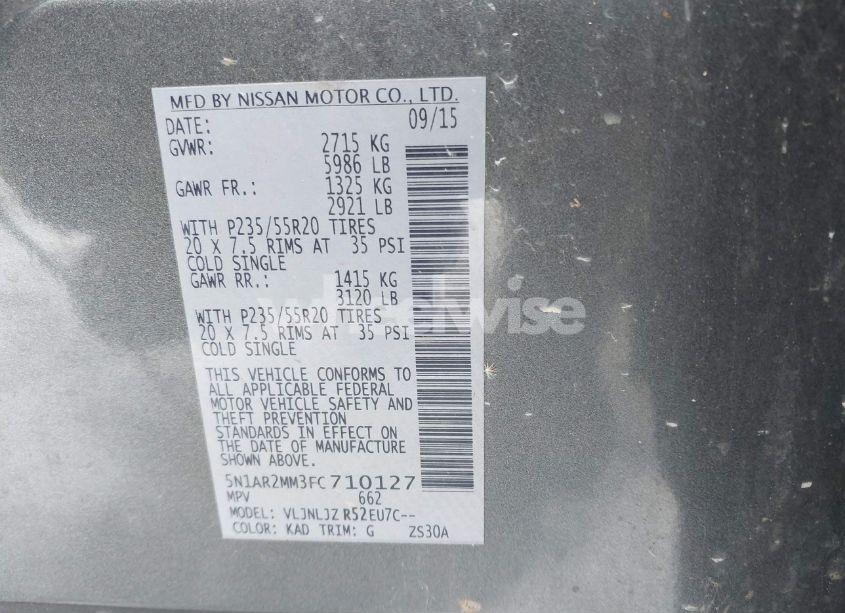 MFD BY NISSAN MOTOR CO., LTD.
DATE: 09/15
GVWR: 2715 KG
5986 LB
GAWR FR.: 1325 KG
2921 LB
WITH P235/55R20 TIRES
20 X 7.5 RIMS AT 35 PSI
COLD SINGLE
GAWR RR.: 1415 KG
3120 LB
WITH P235/55R20 TIRES
20 X 7.5 RIMS AT 35 PSI
COLD SINGLE
THIS VEHICLE CONFORMS TO
ALL APPLICABLE FEDERAL
MOTOR VEHICLE SAFETY AND
THEFT PREVENTION
STANDARDS IN EFFECT ON
THE DATE OF MANUFACTURE
SHOWN ABOVE.
5N1AR2MM3FC710127
MPV 662
MODEL: VLJNLJZ R52EU7C--
COLOR: KAD TRIM: G ZS30A
wheelwise